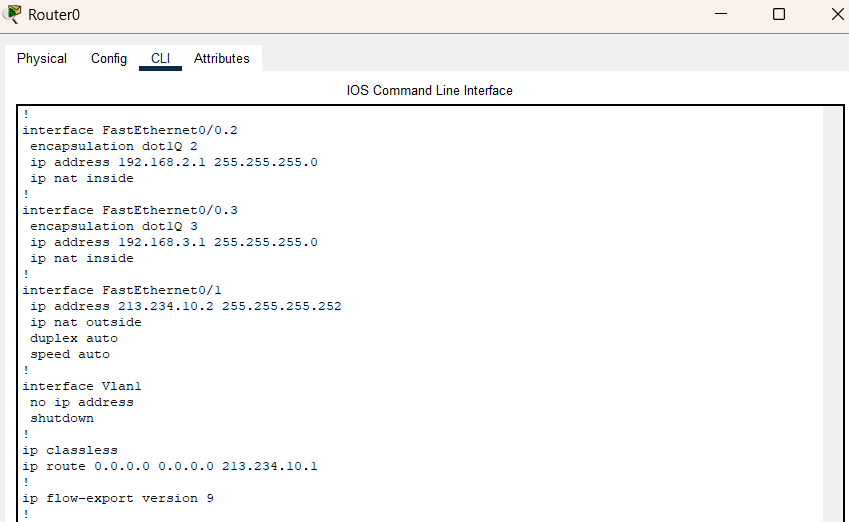 Router0
Physical Config CLI Attributes
IOS Command Line Interface
!
interface FastEthernet0/0.2
encapsulation dot1Q 2
ip address 192.168.2.1 255.255.255.0
ip nat inside
!
interface FastEthernet0/0.3
encapsulation dot1Q 3
ip address 192.168.3.1 255.255.255.0
ip nat inside
!
interface FastEthernet0/1
ip address 213.234.10.2 255.255.255.252
ip nat outside
duplex auto
speed auto
!
interface Vlan1
no ip address
shutdown
!
ip classless
ip route 0.0.0.0 0.0.0.0 213.234.10.1
!
ip flow-export version 9
!